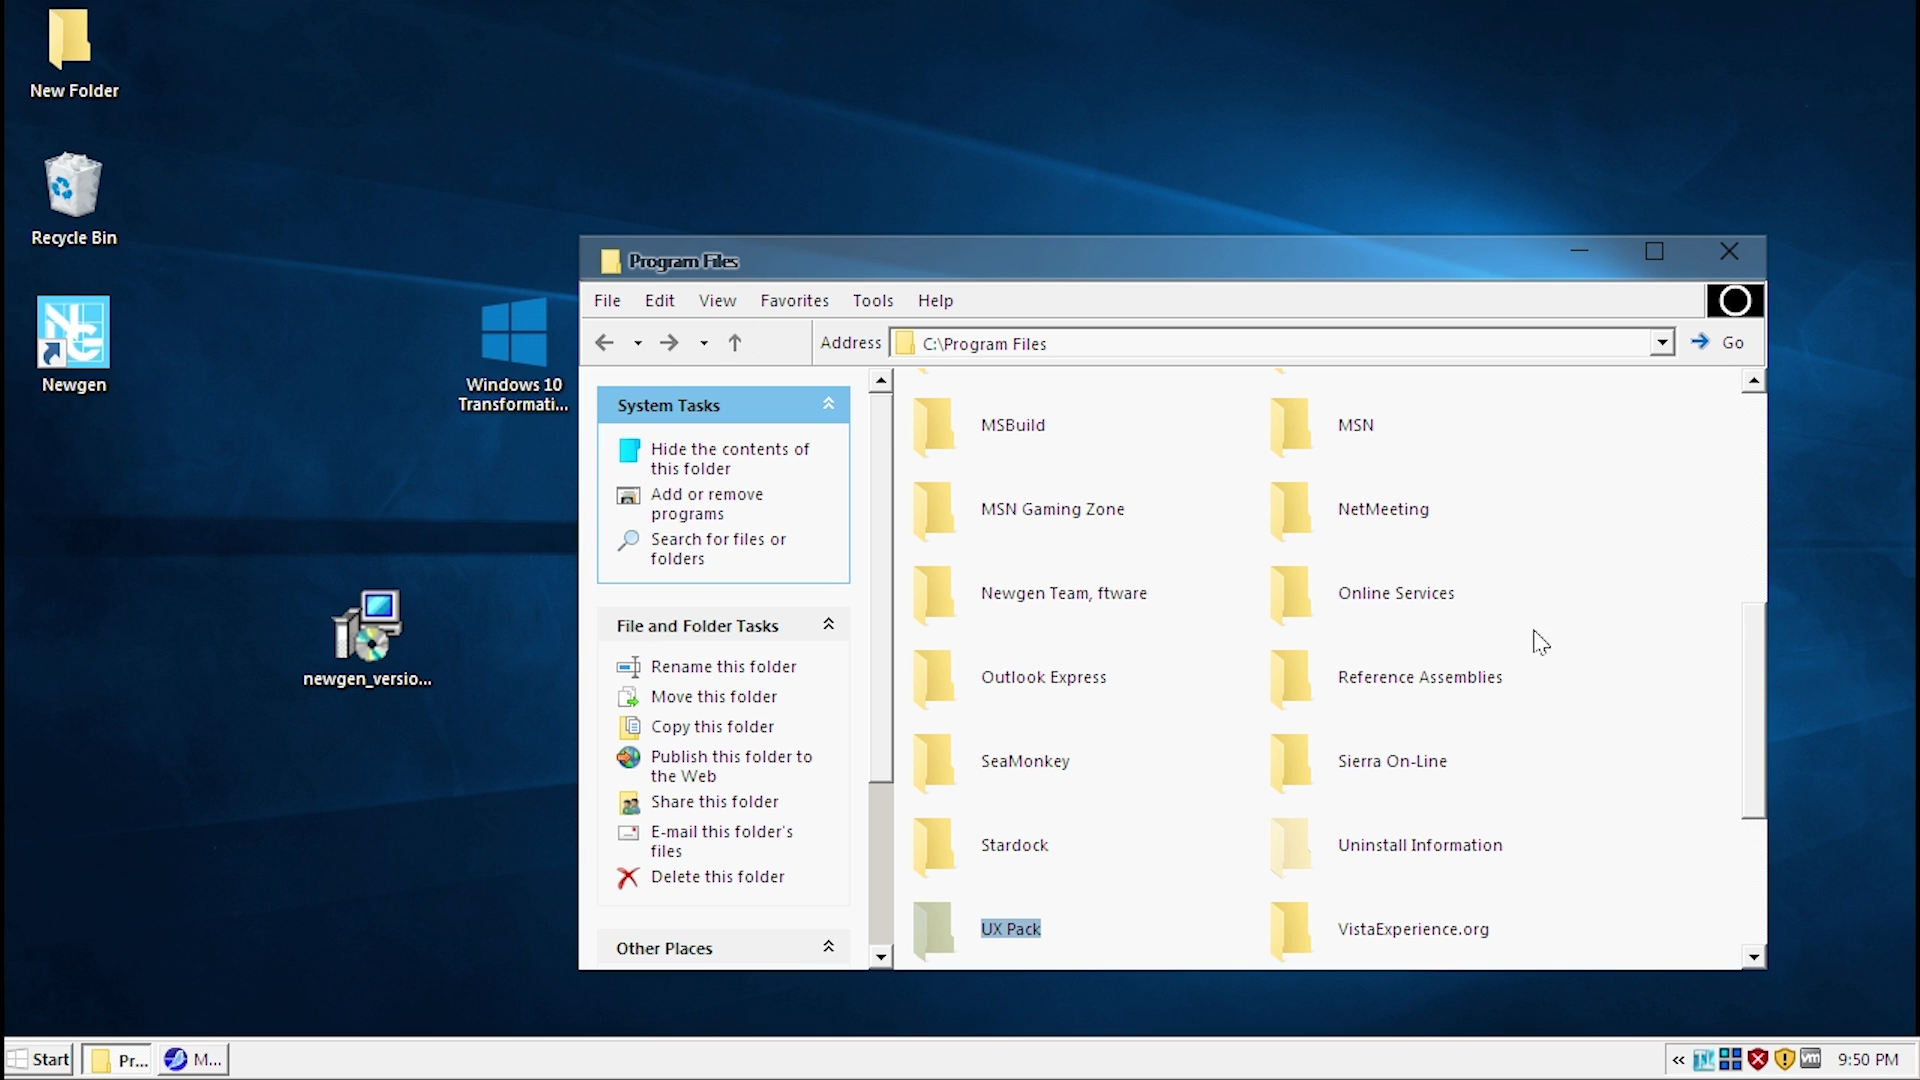 New Folder
Recycle Bin
Newgen
Windows 10
Transformati...
newgen_versio...
Program Files
File Edit View Favorites Tools Help
Address C:\Program Files Go
System Tasks
Hide the contents of
this folder
Add or remove
programs
Search for files or
folders
File and Folder Tasks
Rename this folder
Move this folder
Copy this folder
Publish this folder to
the Web
Share this folder
E-mail this folder's
files
Delete this folder
Other Places
MSBuild
MSN
MSN Gaming Zone
NetMeeting
Newgen Team, ftware
Online Services
Outlook Express
Reference Assemblies
SeaMonkey
Sierra On-Line
Stardock
Uninstall Information
UX Pack
VistaExperience.org
Start Pr... M... 9:50 PM